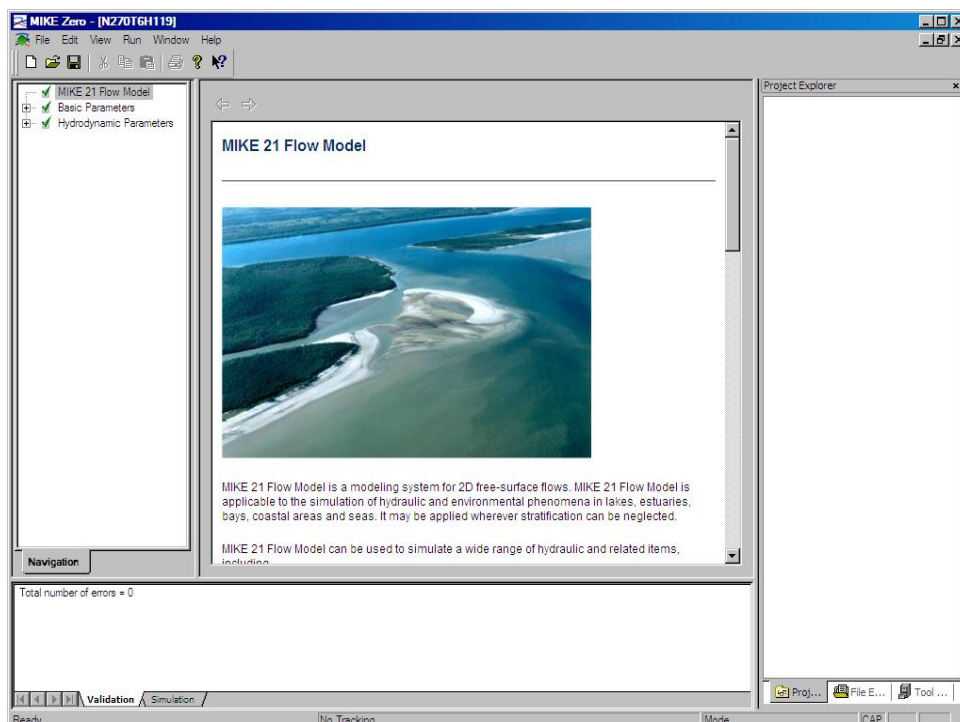 MIKE Zero - [N270T6H119]
File Edit View Run Window Help
MIKE 21 Flow Model
Basic Parameters
Hydrodynamic Parameters
Navigation
MIKE 21 Flow Model
MIKE 21 Flow Model is a modeling system for 2D free-surface flows. MIKE 21 Flow Model is
applicable to the simulation of hydraulic and environmental phenomena in lakes, estuaries,
bays, coastal areas and seas. It may be applied wherever stratification can be neglected.
MIKE 21 Flow Model can be used to simulate a wide range of hydraulic and related items,
including
Project Explorer
Proj... File E... Tool ...
Total number of errors = 0
Validation Simulation
Ready No Tracking Mode CAP